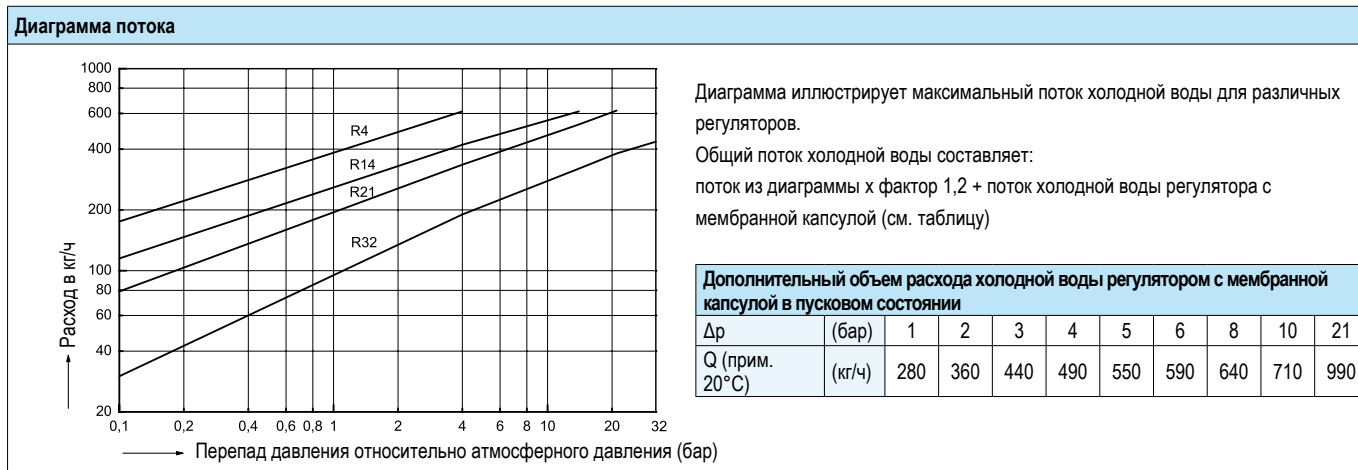 Диаграмма потока
1000
800
600
400
200
100
80
60
40
20
R4
R14
R21
R32
Расход в кг/ч
0,1 0,2 0,4 0,6 0,8 1 2 4 6 8 10 20 32
Перепад давления относительно атмосферного давления (бар)
Диаграмма иллюстрирует максимальный поток холодной воды для различных
регуляторов.
Общий поток холодной воды составляет:
поток из диаграммы x фактор 1,2 + поток холодной воды регулятора с
мембранной капсулой (см. таблицу)
Дополнительный объем расхода холодной воды регулятором с мембранной
капсулой в пусковом состоянии
Δp (бар) 1 2 3 4 5 6 8 10 21
Q (прим.
20°C) (кг/ч) 280 360 440 490 550 590 640 710 990